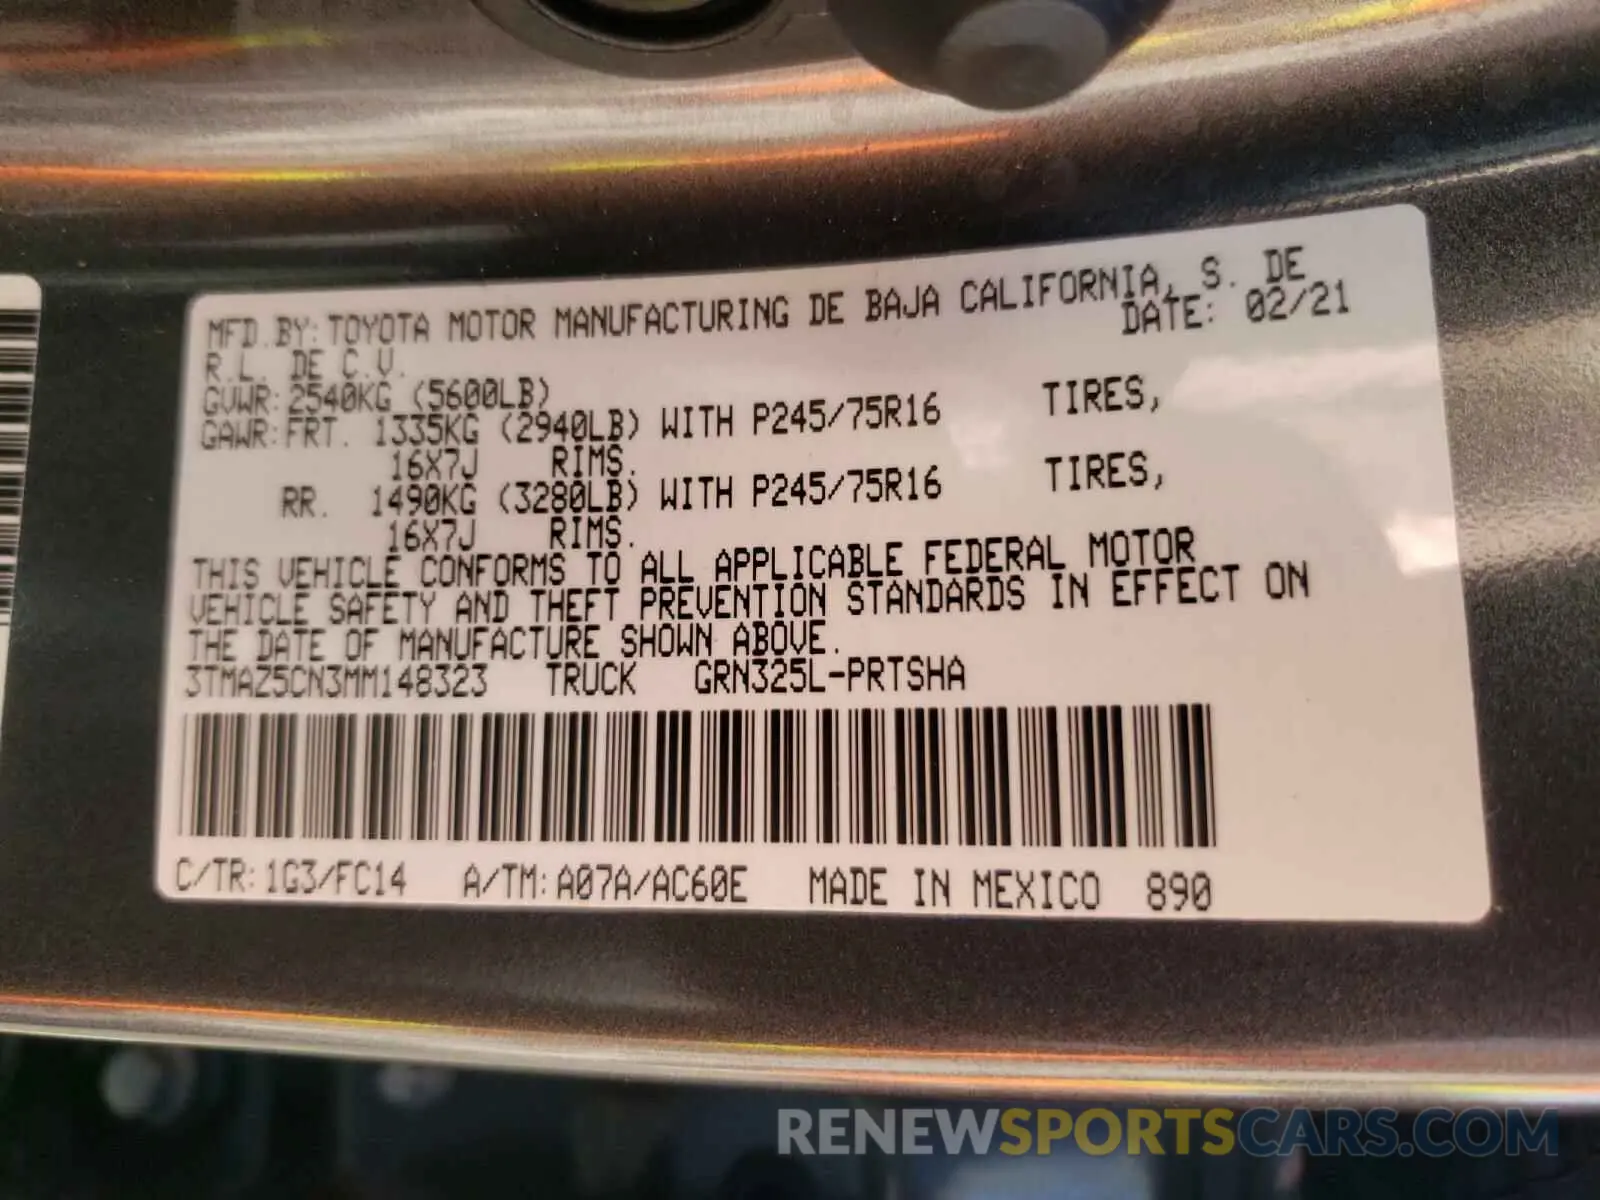 MFD.BY: TOYOTA MOTOR MANUFACTURING DE BAJA CALIFORNIA, S. DE
R.L. DE C.V. DATE: 02/21
GVWR: 2540KG (5600LB)
GAWR: FRT. 1335KG (2940LB) WITH P245/75R16 TIRES,
16X7J RIMS.
RR. 1490KG (3280LB) WITH P245/75R16 TIRES,
16X7J RIMS.
THIS VEHICLE CONFORMS TO ALL APPLICABLE FEDERAL MOTOR
VEHICLE SAFETY AND THEFT PREVENTION STANDARDS IN EFFECT ON
THE DATE OF MANUFACTURE SHOWN ABOVE.
3TMAZ5CN3MM148323 TRUCK GRN325L-PRTSHA
C/TR: 1G3/FC14 A/TM: A07A/AC60E MADE IN MEXICO 890
RENEWSPORTSCARS.COM